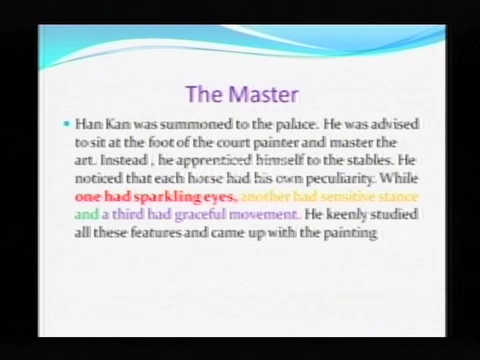 The Master
Han Kan was summoned to the palace. He was advised
to sit at the foot of the court painter and master the
art. Instead , he apprenticed himself to the stables. He
noticed that each horse had his own peculiarity. While
one had sparkling eyes, another had sensitive stance
and a third had graceful movement. He keenly studied
all these features and came up with the painting